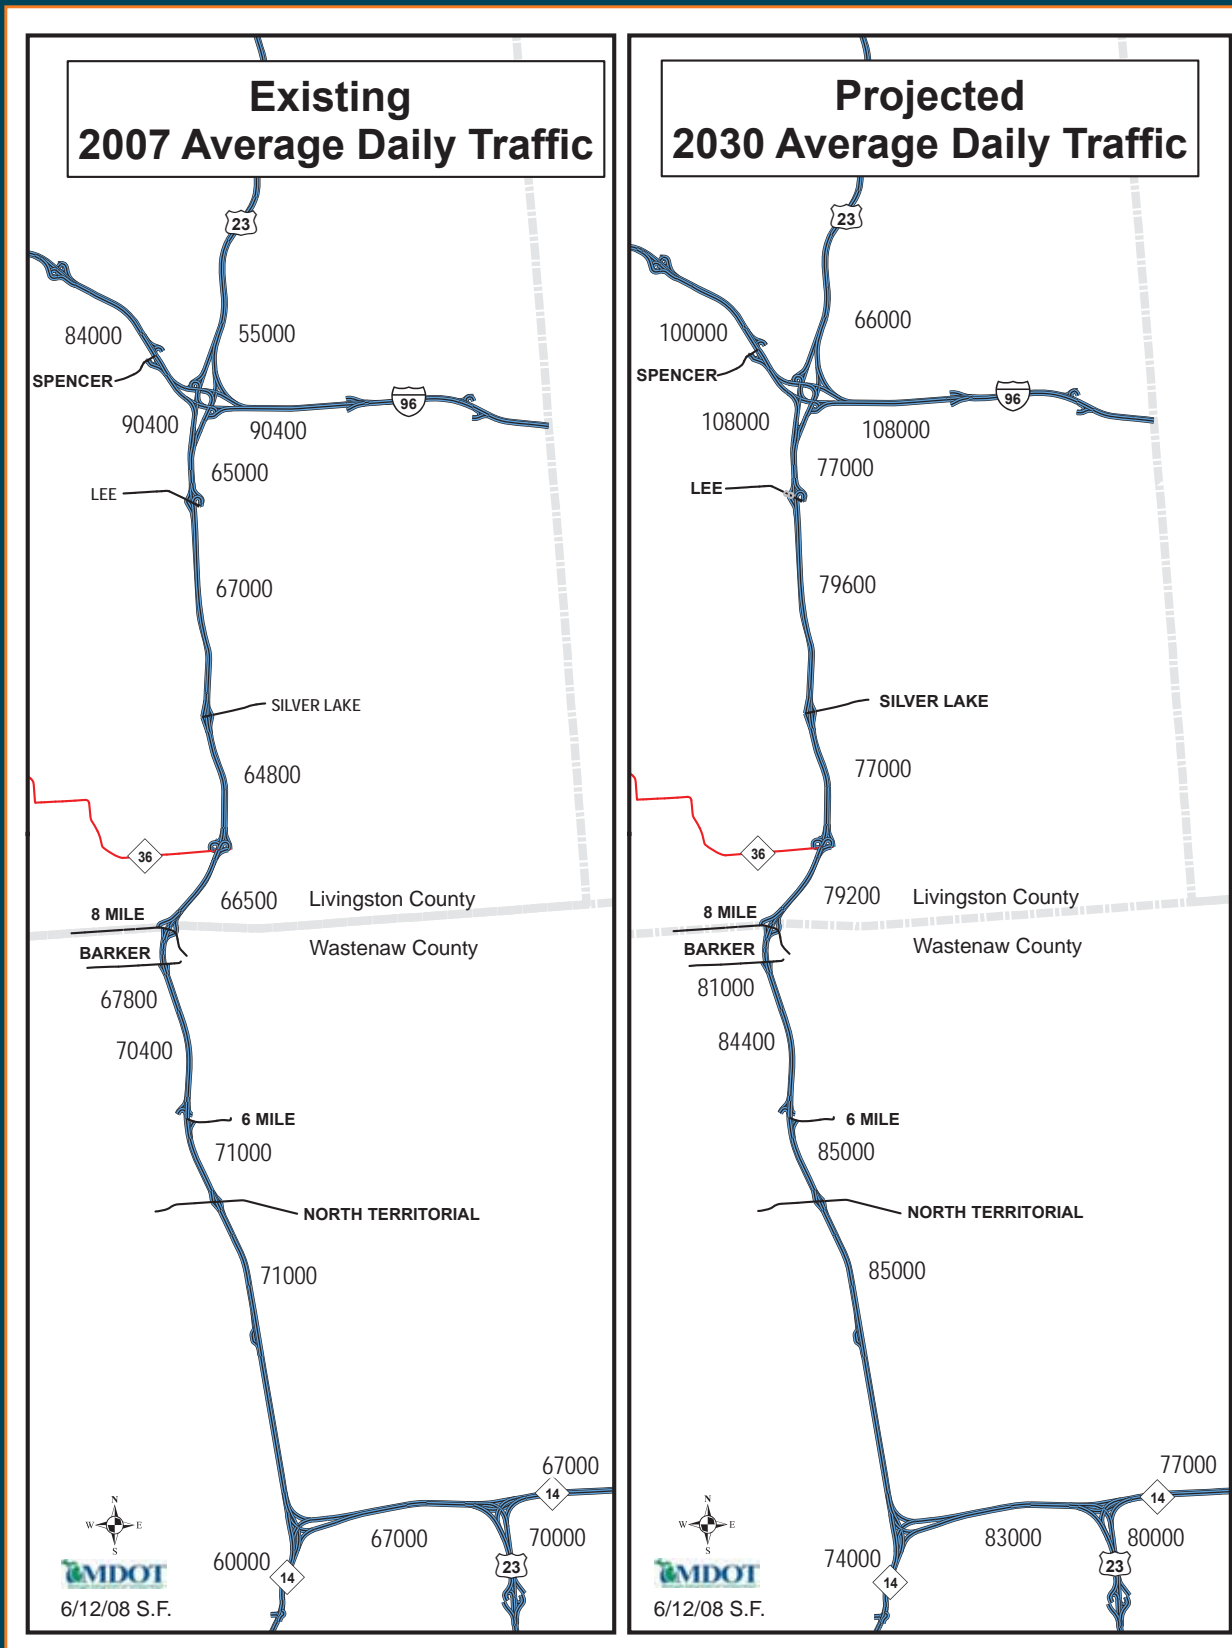 Existing
2007 Average Daily Traffic
23
84000
55000
SPENCER
96
90400
90400
65000
LEE
67000
SILVER LAKE
64800
36
66500
Livingston County
8 MILE
BARKER
Wastenaw County
67800
70400
6 MILE
71000
NORTH TERRITORIAL
71000
67000
14
N
W
E
S
67000
70000
60000
23
14
MDOT
6/12/08 S.F.
Projected
2030 Average Daily Traffic
23
100000
66000
SPENCER
96
108000
108000
77000
LEE
79600
SILVER LAKE
77000
36
79200
Livingston County
8 MILE
BARKER
Wastenaw County
81000
84400
6 MILE
85000
NORTH TERRITORIAL
85000
77000
14
N
W
E
S
83000
80000
74000
23
14
MDOT
6/12/08 S.F.